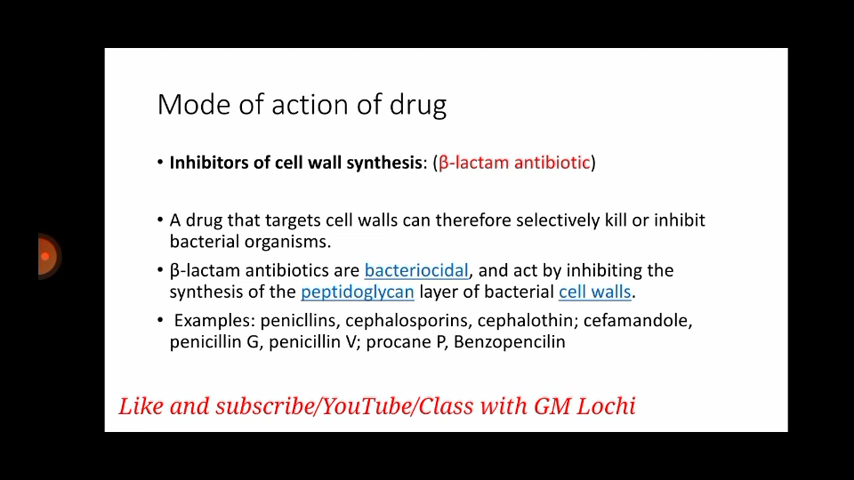 Mode of action of drug
• Inhibitors of cell wall synthesis: (β-lactam antibiotic)
• A drug that targets cell walls can therefore selectively kill or inhibit
bacterial organisms.
• β-lactam antibiotics are bacteriocidal, and act by inhibiting the
synthesis of the peptidoglycan layer of bacterial cell walls.
• Examples: penicllins, cephalosporins, cephalothin; cefamandole,
penicillin G, penicillin V; procane P, Benzopencilin
Like and subscribe/YouTube/Class with GM Lochi